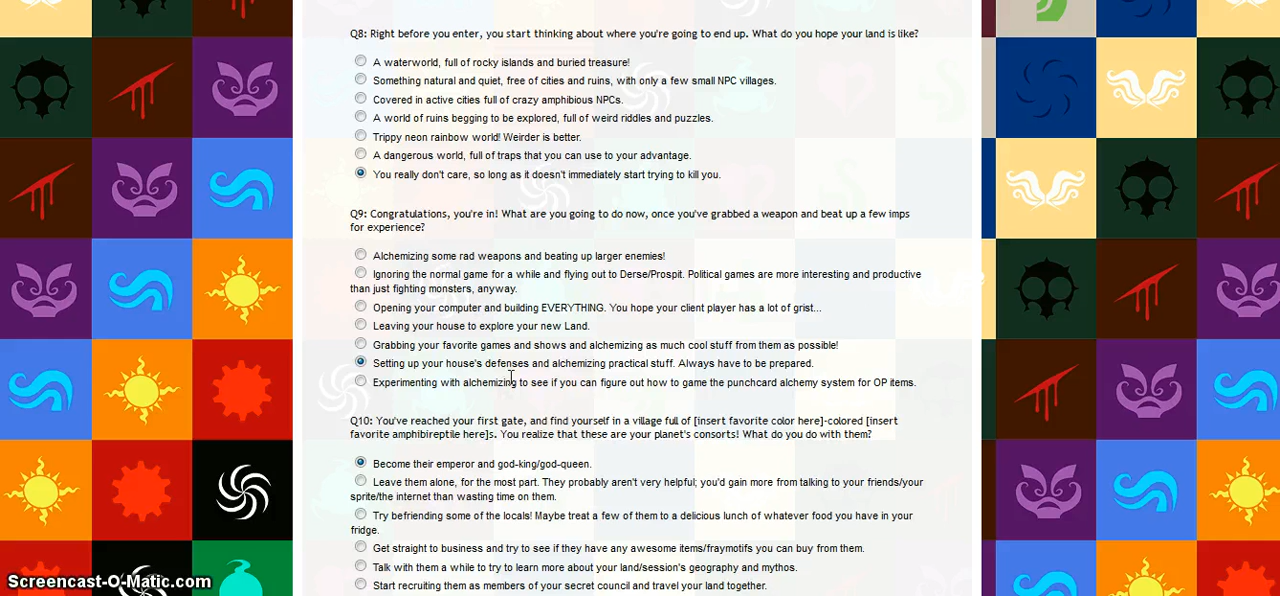 Q8: Right before you enter, you start thinking about where you're going to end up. What do you hope your land is like?
A waterworld, full of rocky islands and buried treasure!
Something natural and quiet, free of cities and ruins, with only a few small NPC villages.
Covered in active cities full of crazy amphibious NPCs.
A world of ruins begging to be explored, full of weird riddles and puzzles.
Trippy neon rainbow world! Weirder is better.
A dangerous world, full of traps that you can use to your advantage.
You really don't care, so long as it doesn't immediately start trying to kill you.
Q9: Congratulations, you're in! What are you going to do now, once you've grabbed a weapon and beat up a few imps
for experience?
Alchemizing some rad weapons and beating up larger enemies!
Ignoring the normal game for a while and flying out to Derse/Prospit. Political games are more interesting and productive
than just fighting monsters, anyway.
Opening your computer and building EVERYTHING. You hope your client player has a lot of grist...
Leaving your house to explore your new Land.
Grabbing your favorite games and shows and alchemizing as much cool stuff from them as possible!
Setting up your house's defenses and alchemizing practical stuff. Always have to be prepared.
Experimenting with alchemizing to see if you can figure out how to game the punchcard alchemy system for OP items.
Q10: You've reached your first gate, and find yourself in a village full of [insert favorite color here]-colored [insert
favorite amphibireptile here]s. You realize that these are your planet's consorts! What do you do with them?
Become their emperor and god-king/god-queen.
Leave them alone, for the most part. They probably aren't very helpful; you'd gain more from talking to your friends/your
sprite/the internet than wasting time on them.
Try befriending some of the locals! Maybe treat a few of them to a delicious lunch of whatever food you have in your
fridge.
Get straight to business and try to see if they have any awesome items/fraymotifs you can buy from them.
Talk with them a while to try to learn more about your land/session's geography and mythos.
Start recruiting them as members of your secret council and travel your land together.
Screencast-O-Matic.com